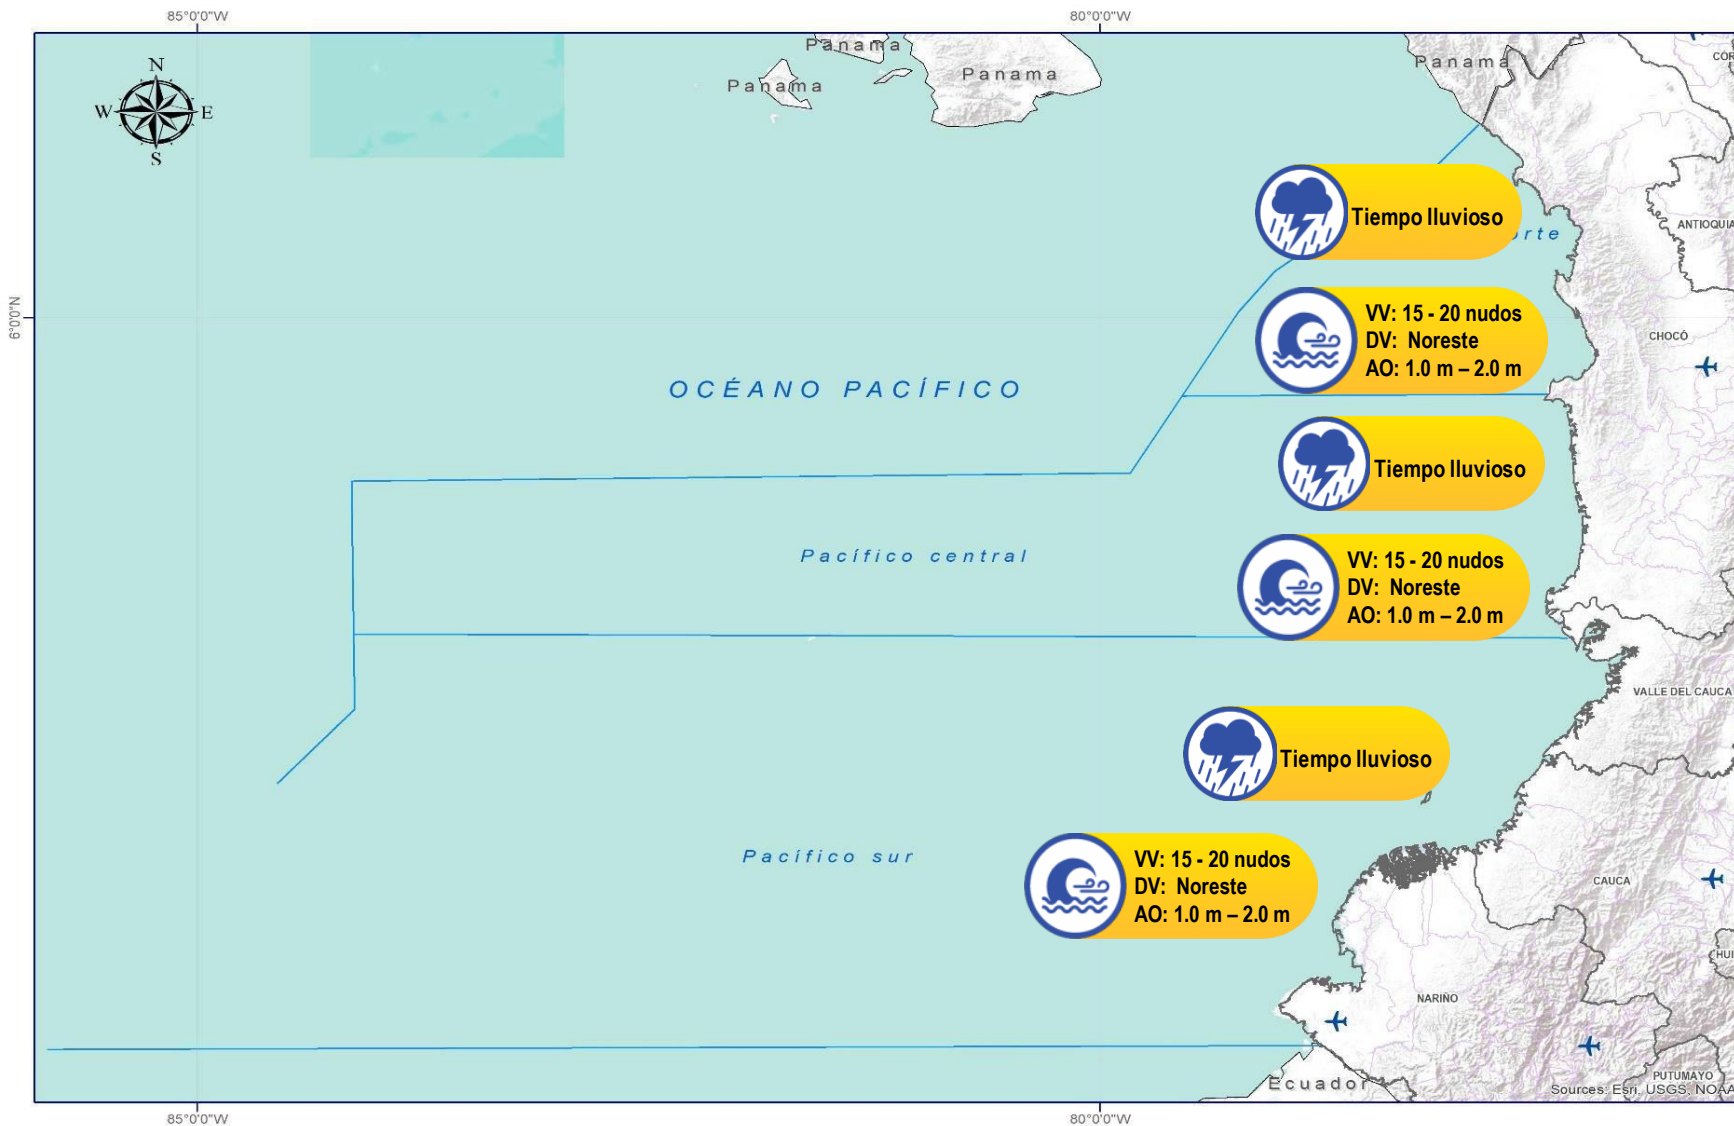 85°0'0"W
80°0'0"W
Panama
Panama
Panama
Panama
N
W
E
S
Tiempo lluvioso
orte
ANTIOQUIA
6°0'0"N
VV: 15 - 20 nudos
DV: Noreste
AO: 1.0 m – 2.0 m
CHOCÓ
OCÉANO PACÍFICO
Tiempo lluvioso
Pacífico central
VV: 15 - 20 nudos
DV: Noreste
AO: 1.0 m – 2.0 m
VALLE DEL CAUCA
Tiempo lluvioso
Pacífico sur
VV: 15 - 20 nudos
DV: Noreste
AO: 1.0 m – 2.0 m
CAUCA
HUI
NARIÑO
PUTUMAYO
Ecuador
Sources: Esri, USGS, NOAA
85°0'0"W
80°0'0"W